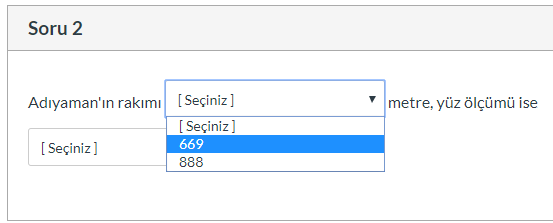 Soru 2
Adıyaman'ın rakımı [ Seçiniz ] metre, yüz ölçümü ise
[ Seçiniz ]
669
888
[ Seçiniz ]